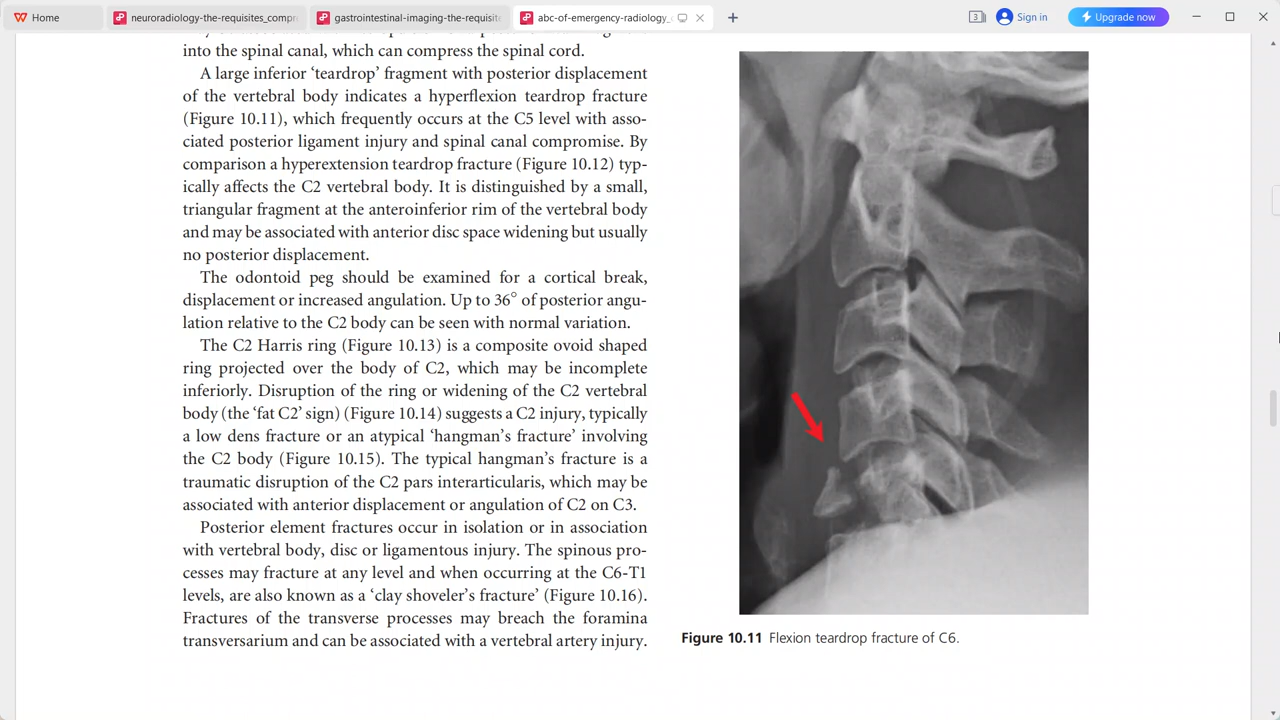 Home
neuroradiology-the-requisites_compr
gastrointestinal-imaging-the-requisite
abc-of-emergency-radiology_
3
Sign in
Upgrade now
into the spinal canal, which can compress the spinal cord.
A large inferior ‘teardrop’ fragment with posterior displacement
of the vertebral body indicates a hyperflexion teardrop fracture
(Figure 10.11), which frequently occurs at the C5 level with asso-
ciated posterior ligament injury and spinal canal compromise. By
comparison a hyperextension teardrop fracture (Figure 10.12) typ-
ically affects the C2 vertebral body. It is distinguished by a small,
triangular fragment at the anteroinferior rim of the vertebral body
and may be associated with anterior disc space widening but usually
no posterior displacement.
The odontoid peg should be examined for a cortical break,
displacement or increased angulation. Up to 36° of posterior angu-
lation relative to the C2 body can be seen with normal variation.
The C2 Harris ring (Figure 10.13) is a composite ovoid shaped
ring projected over the body of C2, which may be incomplete
inferiorly. Disruption of the ring or widening of the C2 vertebral
body (the ‘fat C2’ sign) (Figure 10.14) suggests a C2 injury, typically
a low dens fracture or an atypical ‘hangman’s fracture’ involving
the C2 body (Figure 10.15). The typical hangman’s fracture is a
traumatic disruption of the C2 pars interarticularis, which may be
associated with anterior displacement or angulation of C2 on C3.
Posterior element fractures occur in isolation or in association
with vertebral body, disc or ligamentous injury. The spinous pro-
cesses may fracture at any level and when occurring at the C6-T1
levels, are also known as a ‘clay shoveler’s fracture’ (Figure 10.16).
Fractures of the transverse processes may breach the foramina
transversarium and can be associated with a vertebral artery injury.
Figure 10.11 Flexion teardrop fracture of C6.